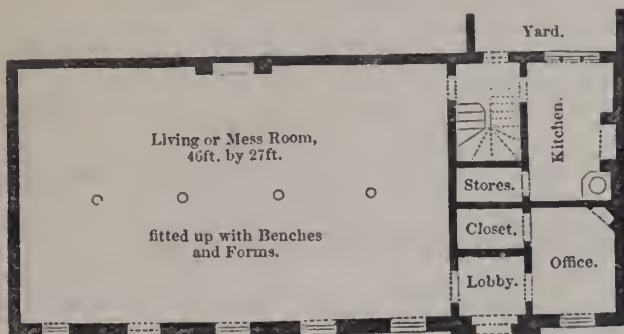 Yard.
Living or Mess Room,
46ft. by 27ft.
Kitchen.
Stores.
fitted up with Benches
and Forms.
Closet.
Office.
Lobby.